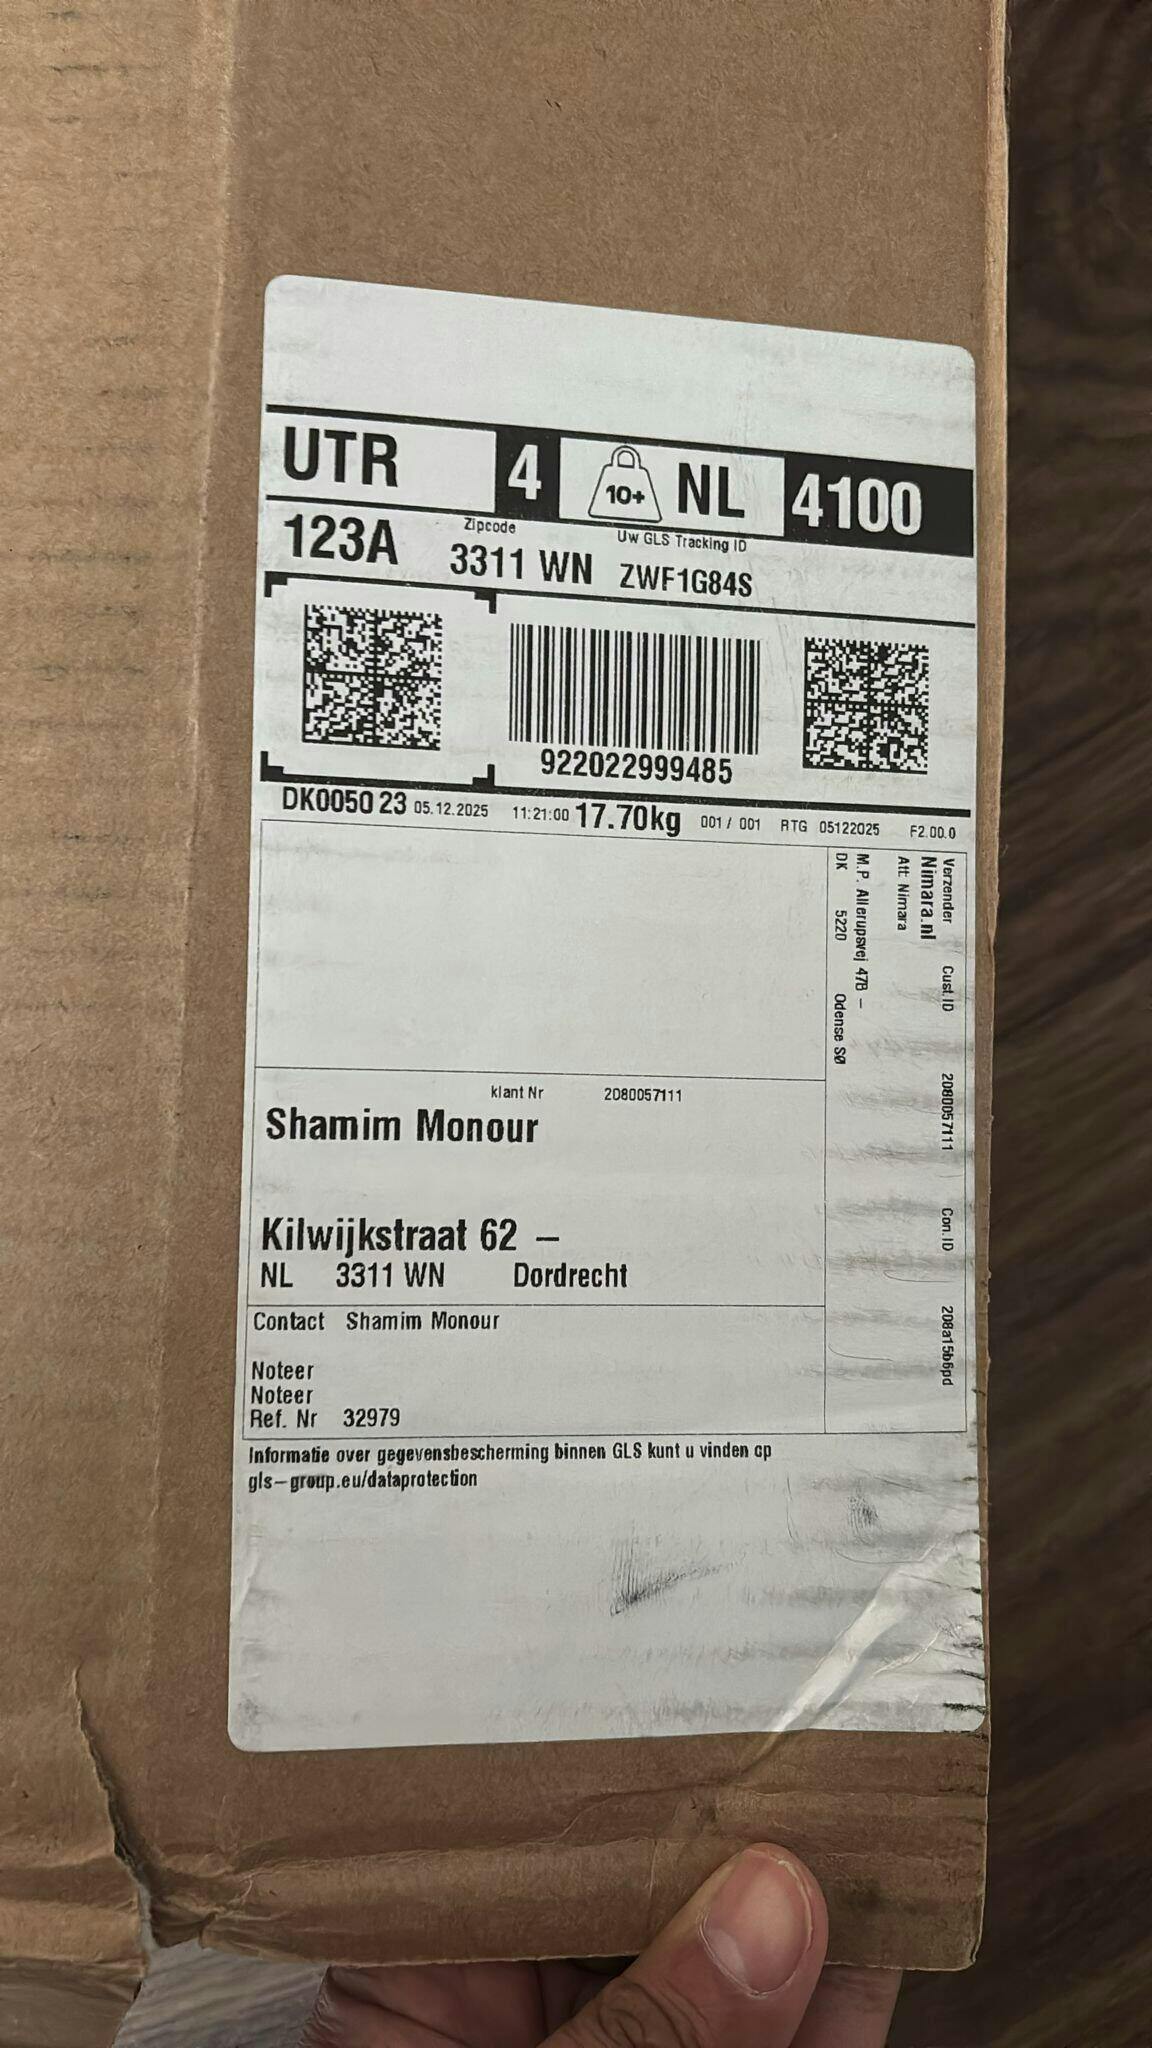 UTR 4 10+ NL 4100
123A Zipcode 3311 WN Uw GLS Tracking ID ZWF1G84S
922022999485
DK0050 23 05.12.2025 11:21:00 17.70kg 001 / 001 RTG 05122025 F2.00.0
Verzender Cust.ID 2080057111 Con.ID 208a15b6pd
Nimara.nl
Att: Nimara
M.P. Allerupsvej 47B –
DK 5220 Odense SØ
klant Nr 2080057111
Shamim Monour
Kilwijkstraat 62 –
NL 3311 WN Dordrecht
Contact Shamim Monour
Noteer
Noteer
Ref. Nr 32979
Informatie over gegevensbescherming binnen GLS kunt u vinden op
gls-group.eu/dataprotection